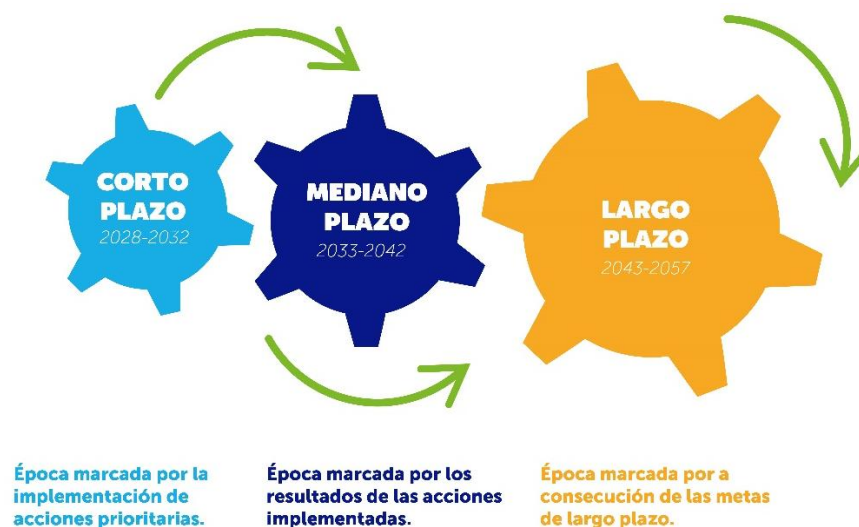 CORTO
PLAZO
2028-2032
MEDIANO
PLAZO
2033-2042
LARGO
PLAZO
2043-2057
Época marcada por la
implementación de
acciones prioritarias.
Época marcada por los
resultados de las acciones
implementadas.
Época marcada por a
consecución de las metas
de largo plazo.